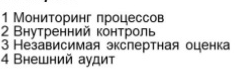 1 Мониторинг процессов
2 Внутренний контроль
3 Независимая экспертная оценка
4 Внешний аудит